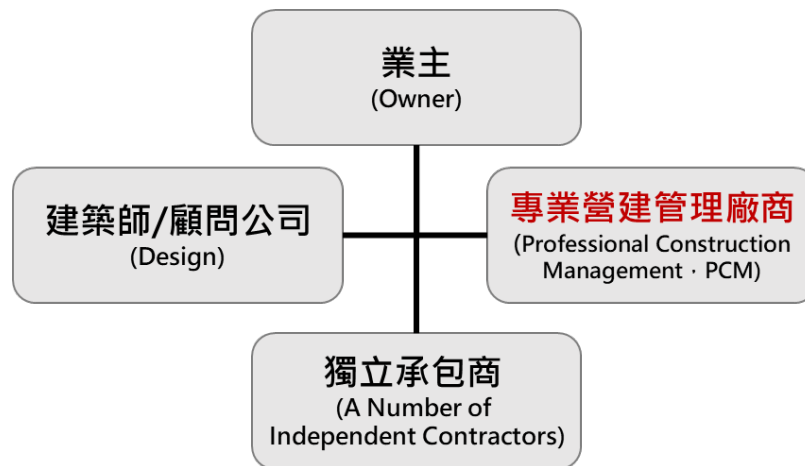 業主
(Owner)
建築師/顧問公司
(Design)
專業營建管理廠商
(Professional Construction
Management，PCM)
獨立承包商
(A Number of
Independent Contractors)